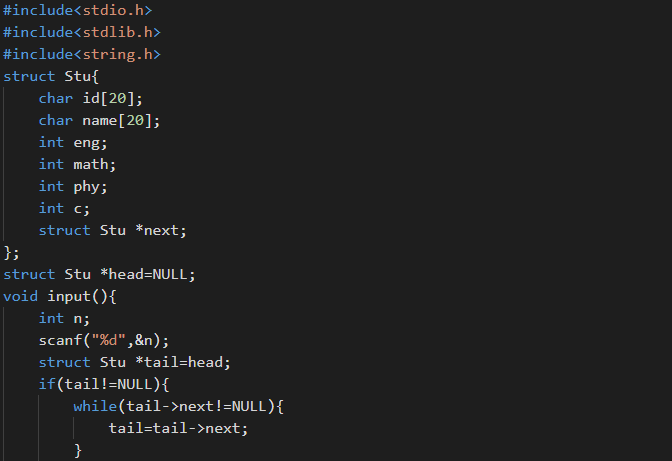 #include<stdio.h>
#include<stdlib.h>
#include<string.h>
struct Stu{
    char id[20];
    char name[20];
    int eng;
    int math;
    int phy;
    int c;
    struct Stu *next;
};
struct Stu *head=NULL;
void input(){
    int n;
    scanf("%d",&n);
    struct Stu *tail=head;
    if(tail!=NULL){
        while(tail->next!=NULL){
            tail=tail->next;
        }